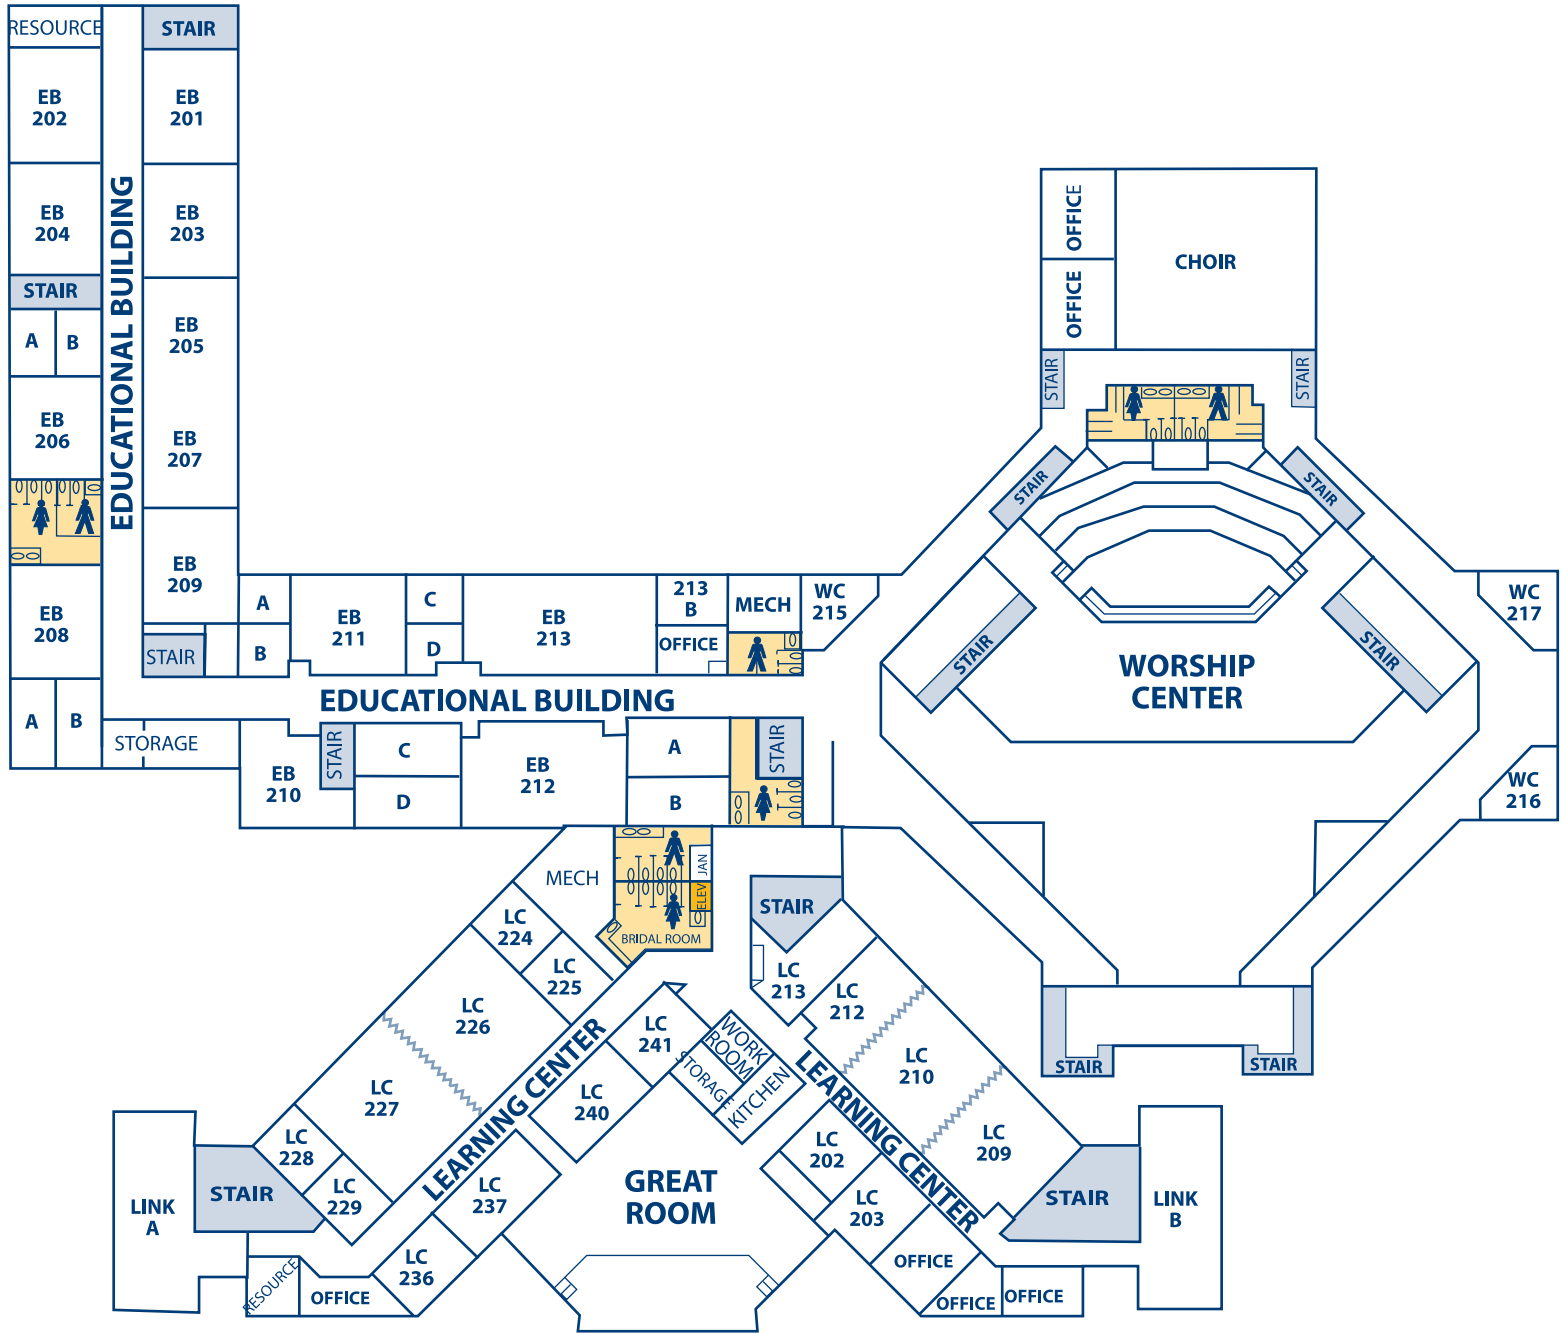 RESOURCE
STAIR
EB
202
EB
201
EB
204
EB
203
STAIR
A
B
EB
205
EB
206
EB
207
EDUCATIONAL BUILDING
EB
208
EB
209
STAIR
A
B
A
B
STORAGE
EB
211
C
D
EB
213
213
B
OFFICE
MECH
WC
215
EDUCATIONAL BUILDING
EB
210
STAIR
C
D
EB
212
A
B
STAIR
OFFICE
OFFICE
CHOIR
STAIR
STAIR
STAIR
STAIR
STAIR
STAIR
WORSHIP
CENTER
WC
217
WC
216
STAIR
STAIR
MECH
JAN
ELEV
BRIDAL ROOM
LC
224
LC
225
LC
226
LC
227
LC
228
LC
229
STAIR
LINK
A
RESOURCE
OFFICE
LC
236
LC
237
LEARNING CENTER
LC
241
LC
240
WORK
ROOM
STORAGE
KITCHEN
GREAT
ROOM
STAIR
LC
213
LC
212
LC
210
LC
209
LEARNING CENTER
LC
202
LC
203
OFFICE
OFFICE
OFFICE
STAIR
LINK
B